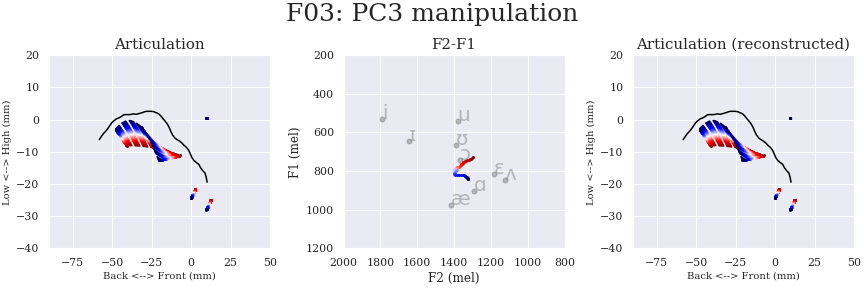 F03: PC3 manipulation
Articulation
F2-F1
Articulation (reconstructed)
Low <--> High (mm)
20
10
0
−10
−20
−30
−40
−75
−50
−25
0
25
50
Back <--> Front (mm)
F1 (mel)
200
400
600
800
1000
1200
i
ɪ
µ
ʊ
ɔ
ɛ
ʌ
ɑ
æ
2000
1800
1600
1400
1200
1000
800
F2 (mel)
Low <--> High (mm)
20
10
0
−10
−20
−30
−40
−75
−50
−25
0
25
50
Back <--> Front (mm)